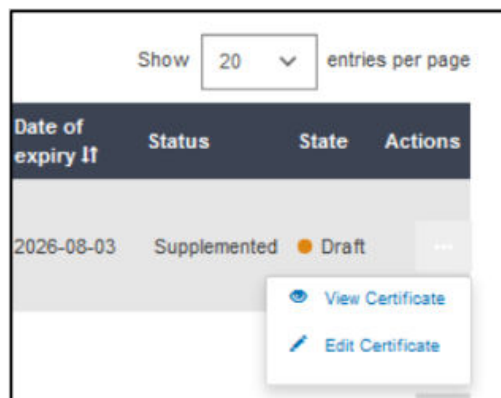 Show 20 entries per page
Date of expiry Status State Actions
2026-08-03 Supplemented Draft ...
View Certificate
Edit Certificate